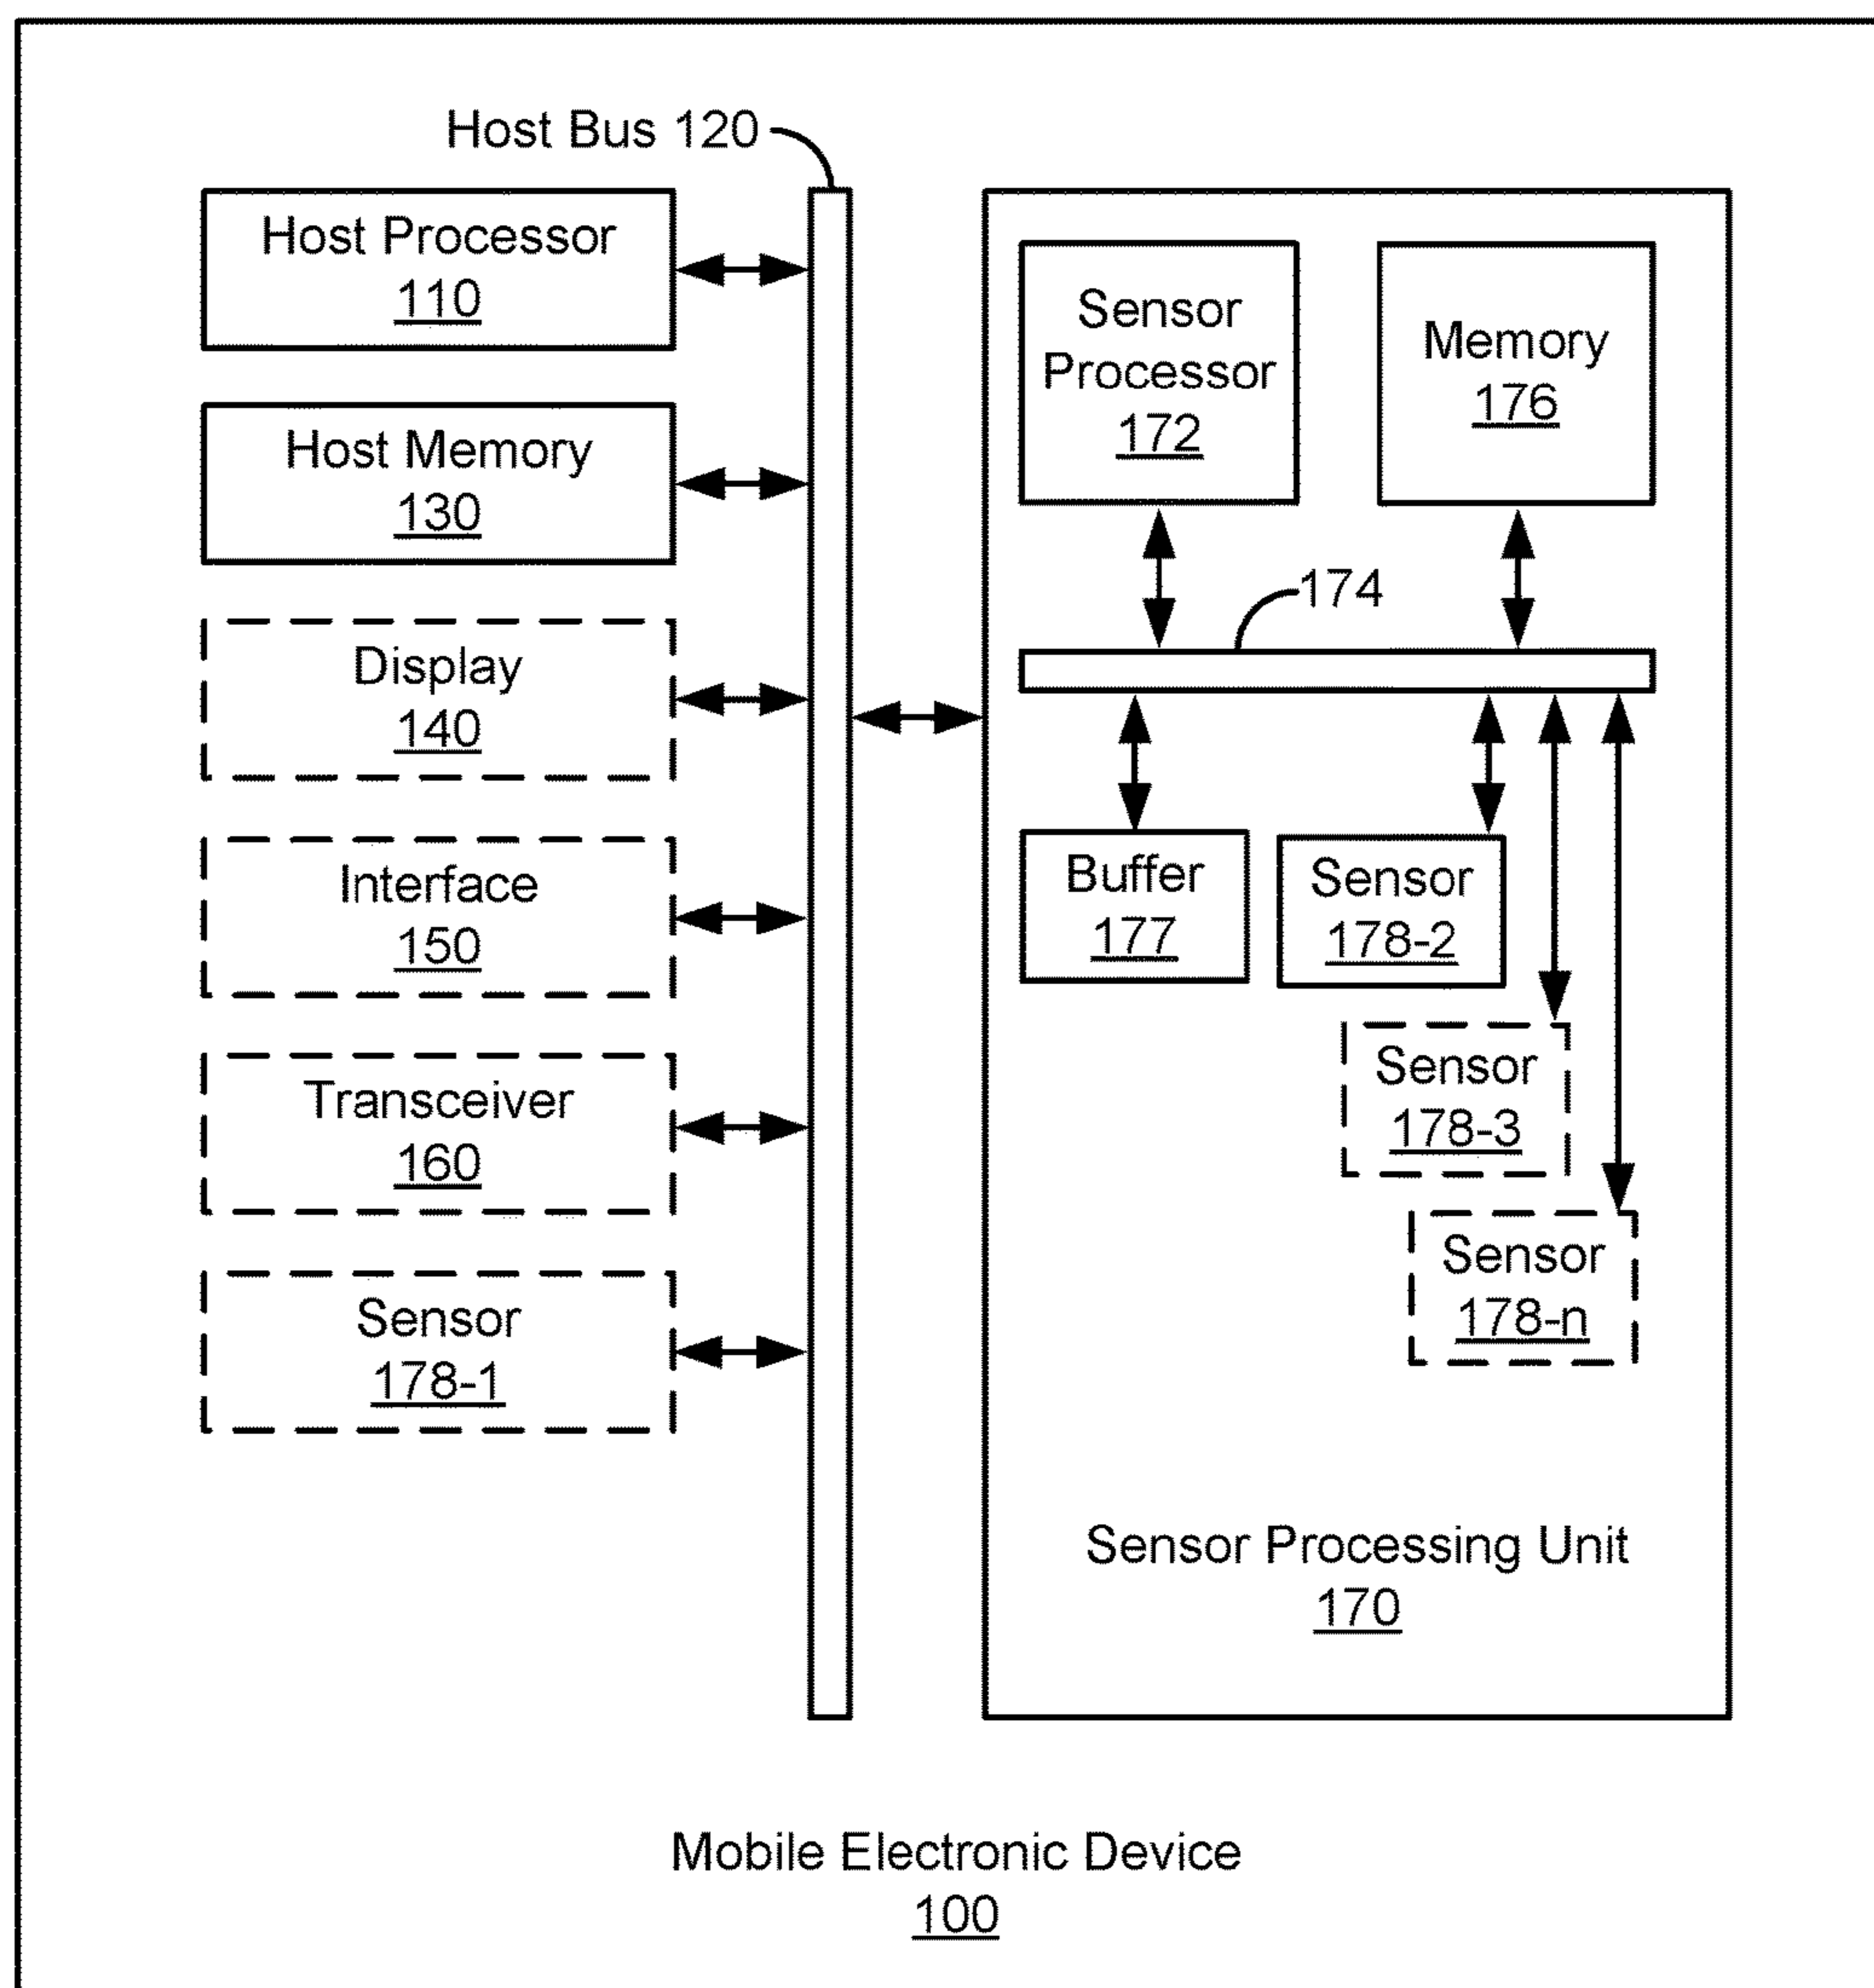 Host Bus 120
Host Processor
110
Host Memory
130
Display
140
Interface
150
Transceiver
160
Sensor
178-1
Sensor
Processor
172
Memory
176
174
Buffer
177
Sensor
178-2
Sensor
178-3
Sensor
178-n
Sensor Processing Unit
170
Mobile Electronic Device
100